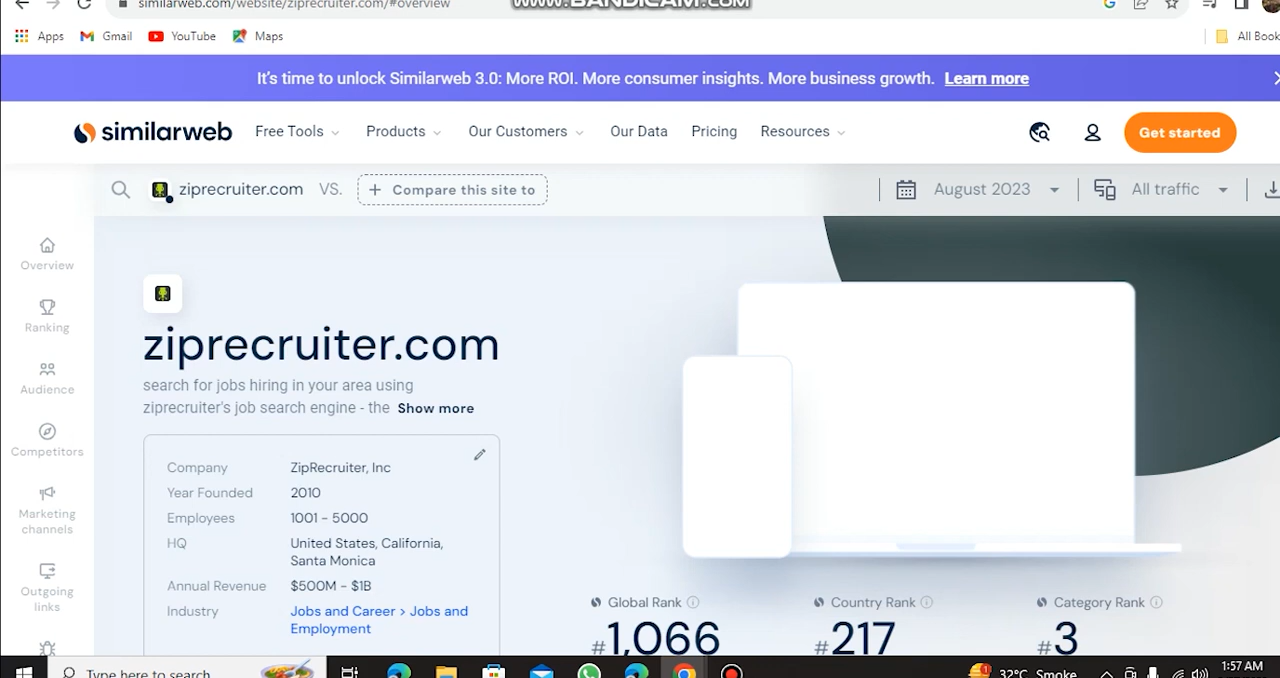 similarweb.com/website/ziprecruiter.com/#overview
www.BANDICAM.com
Apps Gmail YouTube Maps All Book
It's time to unlock Similarweb 3.0: More ROI. More consumer insights. More business growth. Learn more
similarweb Free Tools Products Our Customers Our Data Pricing Resources Get started
ziprecruiter.com VS. + Compare this site to August 2023 All traffic
Overview
Ranking
Audience
Competitors
Marketing
channels
Outgoing
links
ziprecruiter.com
search for jobs hiring in your area using
ziprecruiter's job search engine - the Show more
Company ZipRecruiter, Inc
Year Founded 2010
Employees 1001 - 5000
HQ United States, California,
Santa Monica
Annual Revenue $500M - $1B
Industry Jobs and Career > Jobs and
Employment
Global Rank Country Rank Category Rank
#1,066 #217 #3
Type here to search 1 32°C Smoke 1:57 AM